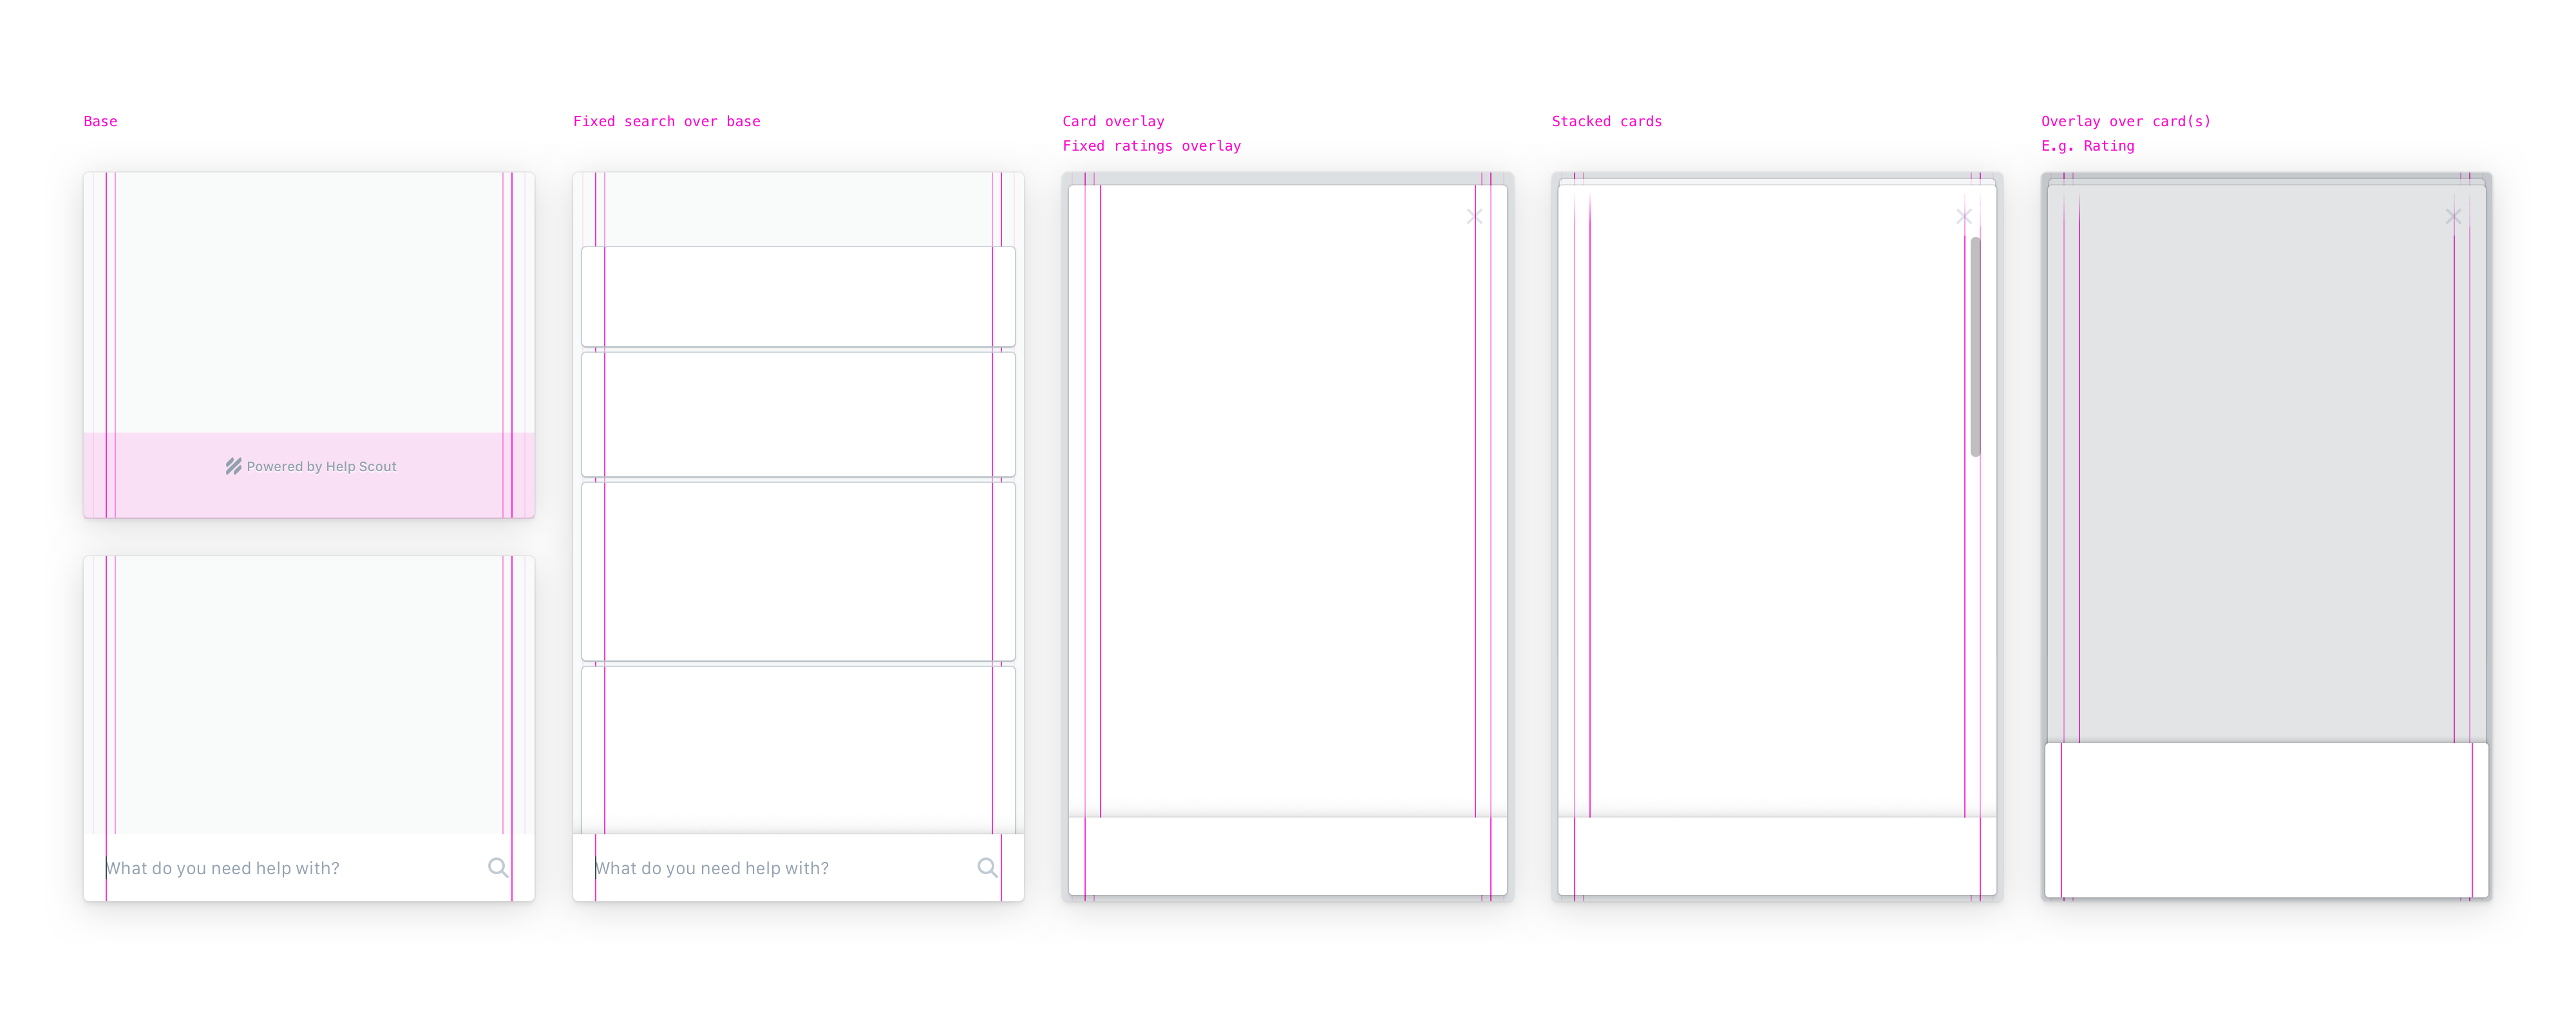 Base
Powered by Help Scout
What do you need help with?
Fixed search over base
What do you need help with?
Card overlay
Fixed ratings overlay
Stacked cards
Overlay over card(s)
E.g. Rating